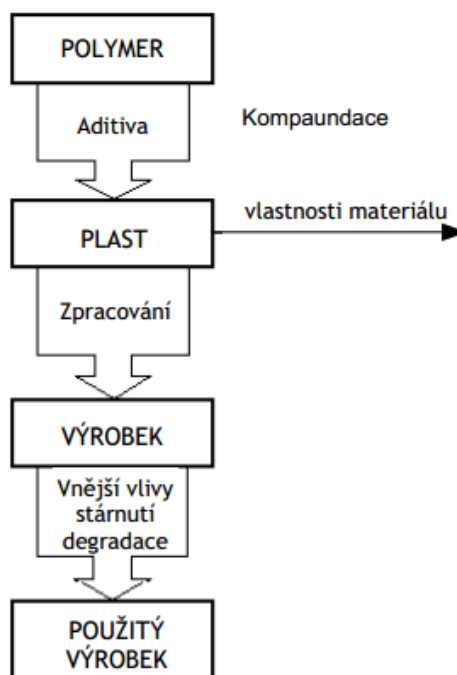 POLYMER
Aditiva
Kompaundace
vlastnosti materiálu
PLAST
Zpracování
VÝROBEK
Vnější vlivy
stárnutí
degradace
POUŽITÝ
VÝROBEK